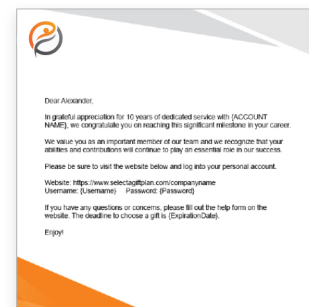 Dear Alexander,
In grateful appreciation for 10 years of dedicated service with {ACCOUNT
NAME}, we congratulate you on reaching this significant milestone in your career.
We value you as an important member of our team and we recognize that your
abilities and contributions will continue to play an essential role in our success.
Please be sure to visit the website below and log into your personal account.
Website: https://www.selectagiftplan.com/companyname
Username: {Username} Password: {Password}
If you have any questions or concerns, please fill out the help form on the
website. The deadline to choose a gift is {ExpirationDate}.
Enjoy!